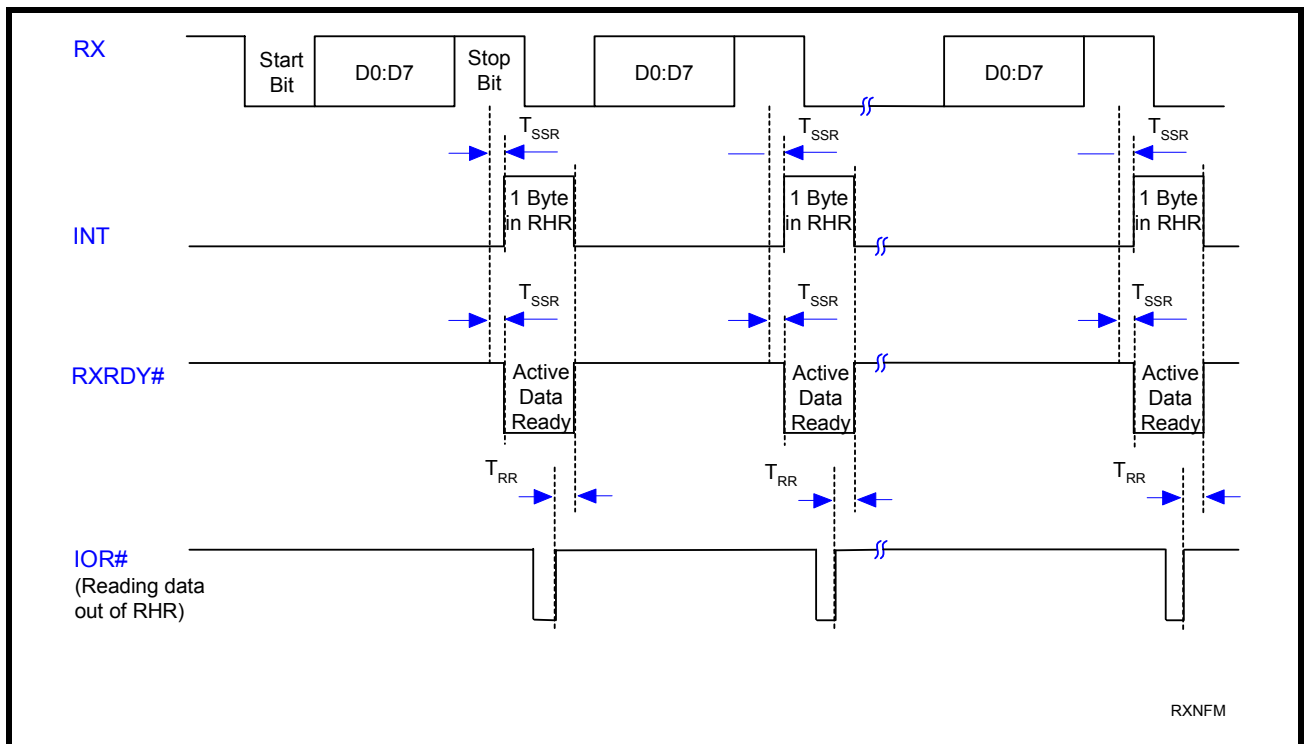 RX
Start
Bit
D0:D7
Stop
Bit
D0:D7
D0:D7
TSSR
TSSR
TSSR
INT
1 Byte
in RHR
1 Byte
in RHR
1 Byte
in RHR
TSSR
TSSR
TSSR
RXRDY#
Active
Data
Ready
Active
Data
Ready
Active
Data
Ready
TRR
TRR
TRR
IOR#
(Reading data
out of RHR)
RXNFM